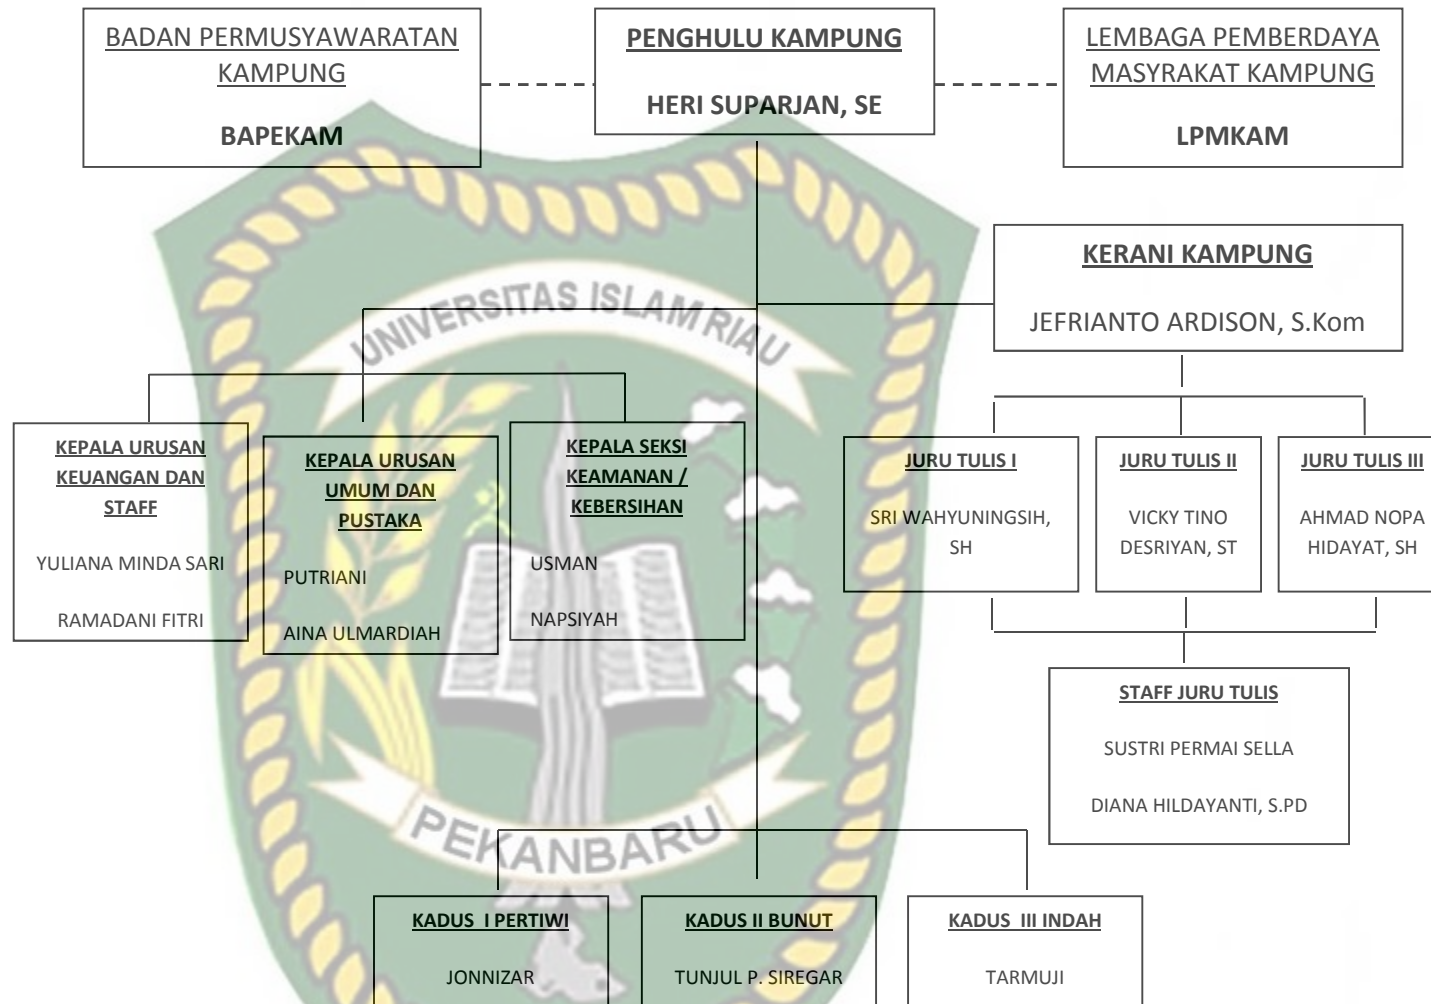 BADAN PERMUSYAWARATAN
KAMPUNG
BAPEKAM
PENGHULU KAMPUNG
HERI SUPARJAN, SE
LEMBAGA PEMBERDAYA
MASYRAKAT KAMPUNG
LPMKAM
KERANI KAMPUNG
JEFRIANTO ARDISON, S.Kom
UNIVERSITAS ISLAM RIAU
KEPALA URUSAN
KEUANGAN DAN
STAFF
YULIANA MINDA SARI
RAMADANI FITRI
KEPALA URUSAN
UMUM DAN
PUSTAKA
PUTRIANI
AINA ULMARDIAH
KEPALA SEKSI
KEAMANAN /
KEBERSIHAN
USMAN
NAPSIYAH
JURU TULIS I
SRI WAHYUNINGSIH,
SH
JURU TULIS II
VICKY TINO
DESRIYAN, ST
JURU TULIS III
AHMAD NOPA
HIDAYAT, SH
STAFF JURU TULIS
SUSTRI PERMAI SELLA
DIANA HILDAYANTI, S.PD
PEKANBARU
KADUS  I PERTIWI
JONNIZAR
KADUS II BUNUT
TUNJUL P. SIREGAR
KADUS  III INDAH
TARMUJI